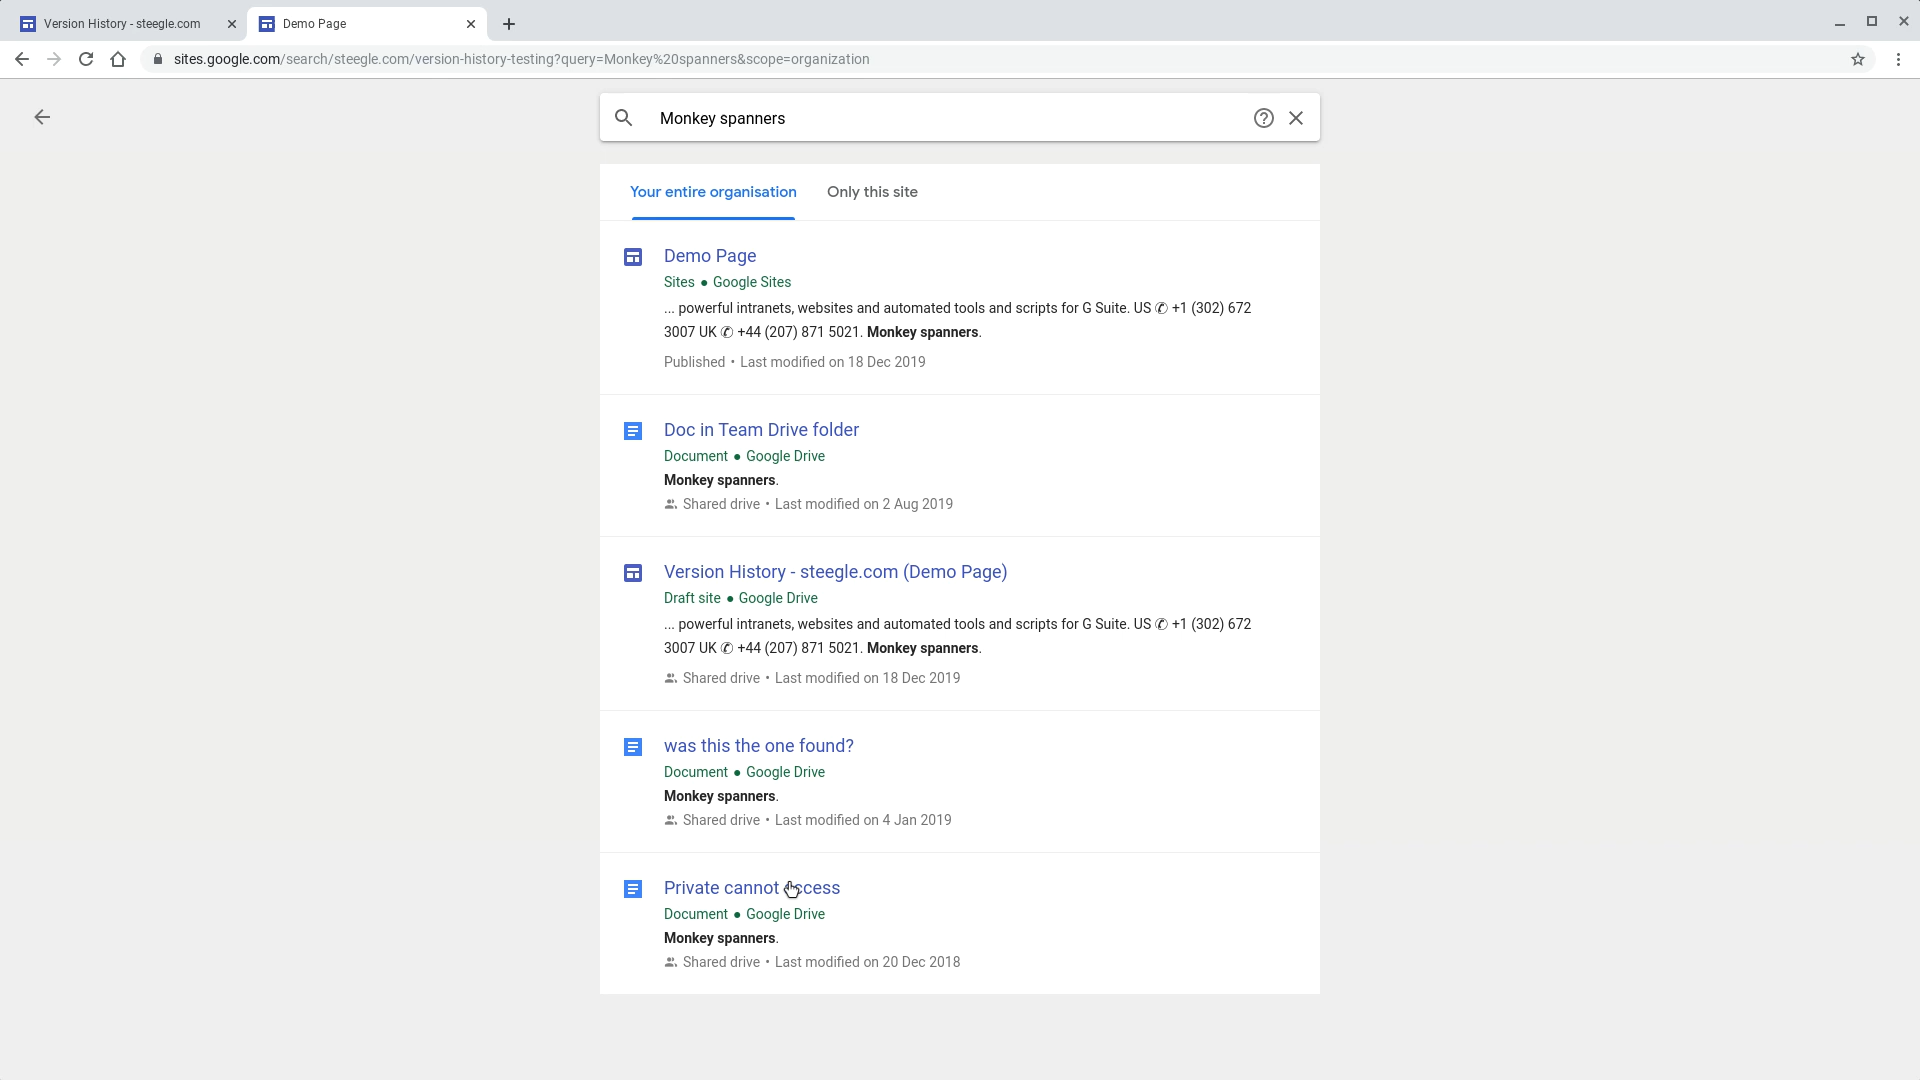 Version History - steegle.com
Demo Page
sites.google.com/search/steegle.com/version-history-testing?query=Monkey%20spanners&scope=organization
Monkey spanners
Your entire organisation Only this site
Demo Page
Sites ● Google Sites
... powerful intranets, websites and automated tools and scripts for G Suite. US ✆ +1 (302) 672
3007 UK ✆ +44 (207) 871 5021. Monkey spanners.
Published • Last modified on 18 Dec 2019
Doc in Team Drive folder
Document ● Google Drive
Monkey spanners.
Shared drive • Last modified on 2 Aug 2019
Version History - steegle.com (Demo Page)
Draft site ● Google Drive
... powerful intranets, websites and automated tools and scripts for G Suite. US ✆ +1 (302) 672
3007 UK ✆ +44 (207) 871 5021. Monkey spanners.
Shared drive • Last modified on 18 Dec 2019
was this the one found?
Document ● Google Drive
Monkey spanners.
Shared drive • Last modified on 4 Jan 2019
Private cannot access
Document ● Google Drive
Monkey spanners.
Shared drive • Last modified on 20 Dec 2018